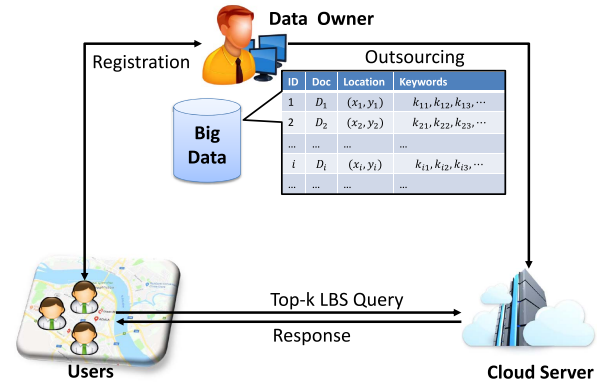 Data Owner
Registration
Outsourcing
ID Doc Location Keywords
1 D₁ (x₁, y₁) k₁₁, k₁₂, k₁₃, ⋯
2 D₂ (x₂, y₂) k₂₁, k₂₂, k₂₃, ⋯
... ... ... ...
i Dᵢ (xᵢ, yᵢ) kᵢ₁, kᵢ₂, kᵢ₃, ⋯
... ... ... ...
Big
Data
Top-k LBS Query
Response
Users
Cloud Server